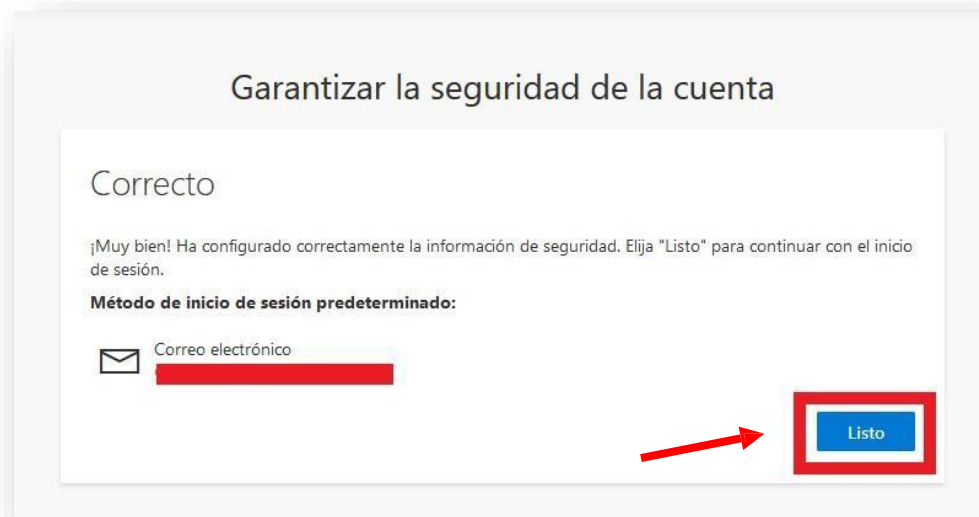 Garantizar la seguridad de la cuenta
Correcto
¡Muy bien! Ha configurado correctamente la información de seguridad. Elija "Listo" para continuar con el inicio
de sesión.
Método de inicio de sesión predeterminado:
Correo electrónico
Listo